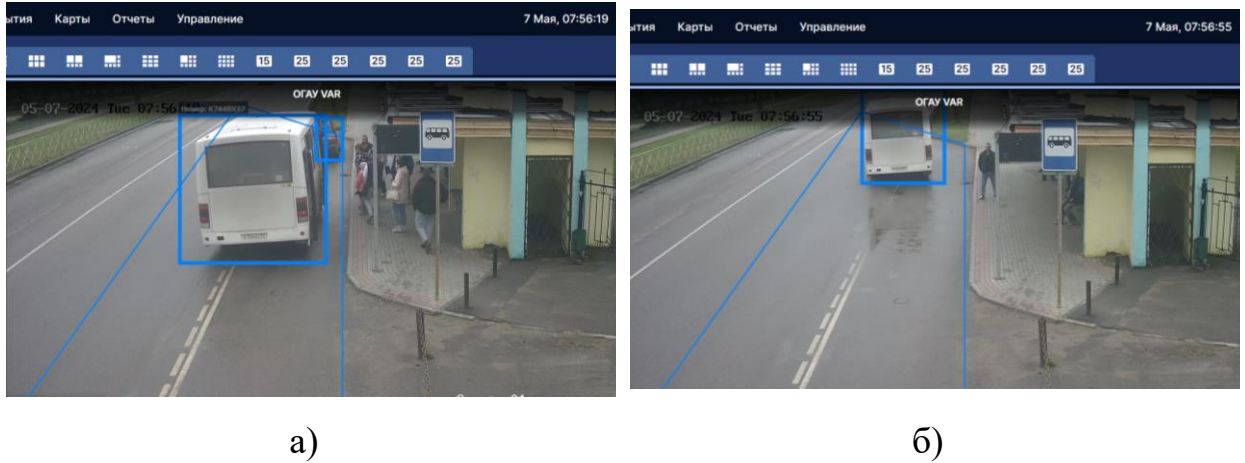 ытия Карты Отчеты Управление 7 Мая, 07:56:19
15 25 25 25 25 25
ОГАУ VAR
05-07-2024 Tue 07:56:19
ытия Карты Отчеты Управление 7 Мая, 07:56:55
15 25 25 25 25 25
ОГАУ VAR
05-07-2024 Tue 07:56:55
а) б)